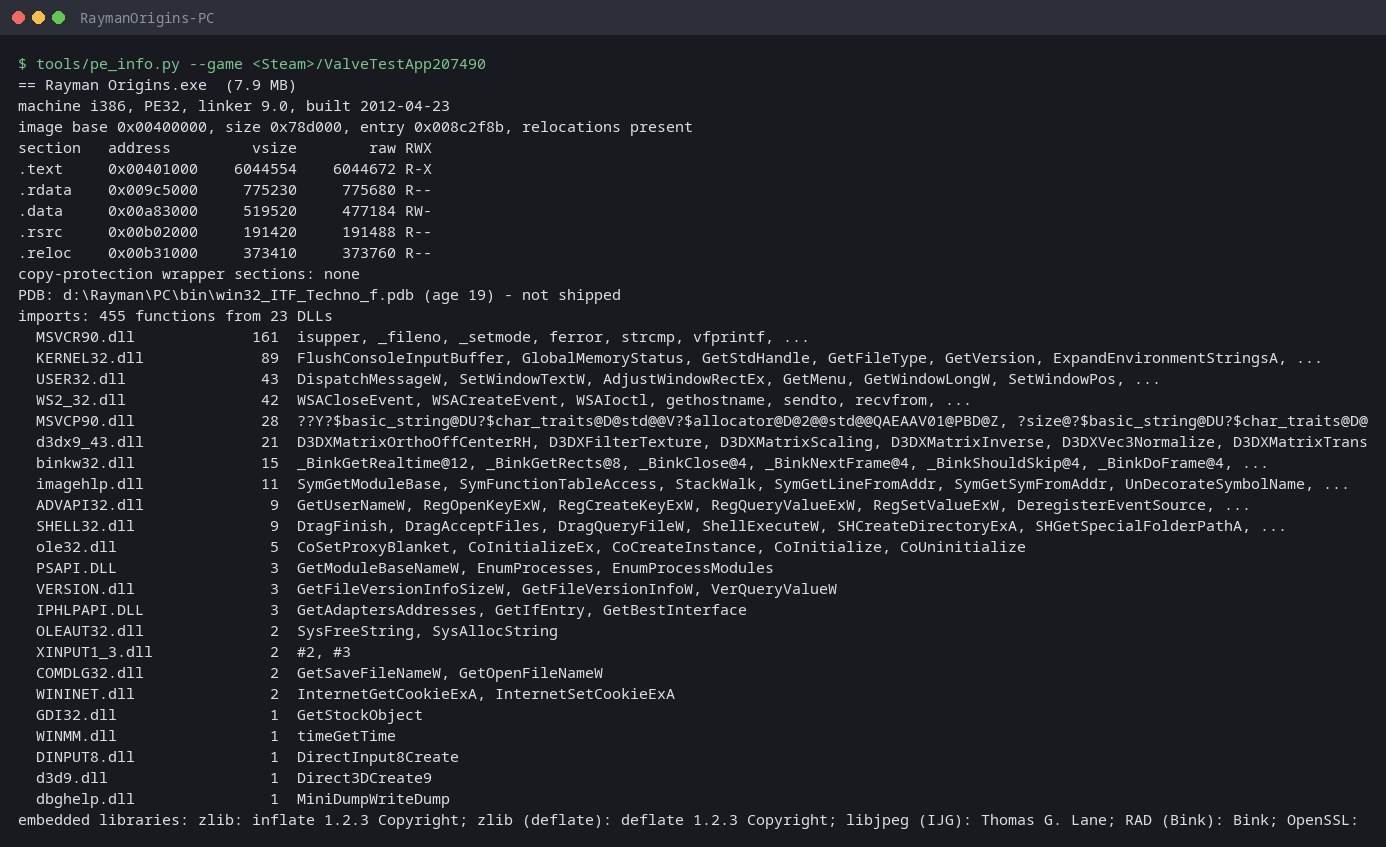 RaymanOrigins-PC
$ tools/pe_info.py --game <Steam>/ValveTestApp207490
== Rayman Origins.exe  (7.9 MB)
machine i386, PE32, linker 9.0, built 2012-04-23
image base 0x00400000, size 0x78d000, entry 0x008c2f8b, relocations present
section   address         vsize        raw RWX
.text     0x00401000    6044554    6044672 R-X
.rdata    0x009c5000     775230     775680 R--
.data     0x00a83000     519520     477184 RW-
.rsrc     0x00b02000     191420     191488 R--
.reloc    0x00b31000     373410     373760 R--
copy-protection wrapper sections: none
PDB: d:\Rayman\PC\bin\win32_ITF_Techno_f.pdb (age 19) - not shipped
imports: 455 functions from 23 DLLs
  MSVCR90.dll             161  isupper, _fileno, _setmode, ferror, strcmp, vfprintf, ...
  KERNEL32.dll             89  FlushConsoleInputBuffer, GlobalMemoryStatus, GetStdHandle, GetFileType, GetVersion, ExpandEnvironmentStringsA, ...
  USER32.dll               43  DispatchMessageW, SetWindowTextW, AdjustWindowRectEx, GetMenu, GetWindowLongW, SetWindowPos, ...
  WS2_32.dll               42  WSACloseEvent, WSACreateEvent, WSAIoctl, gethostname, sendto, recvfrom, ...
  MSVCP90.dll              28  ??Y?$basic_string@DU?$char_traits@D@std@@V?$allocator@D@2@@std@@QAEAAV01@PBD@Z, ?size@?$basic_string@DU?$char_traits@D@
  d3dx9_43.dll             21  D3DXMatrixOrthoOffCenterRH, D3DXFilterTexture, D3DXMatrixScaling, D3DXMatrixInverse, D3DXVec3Normalize, D3DXMatrixTrans
  binkw32.dll              15  _BinkGetRealtime@12, _BinkGetRects@8, _BinkClose@4, _BinkNextFrame@4, _BinkShouldSkip@4, _BinkDoFrame@4, ...
  imagehlp.dll             11  SymGetModuleBase, SymFunctionTableAccess, StackWalk, SymGetLineFromAddr, SymGetSymFromAddr, UnDecorateSymbolName, ...
  ADVAPI32.dll              9  GetUserNameW, RegOpenKeyExW, RegCreateKeyExW, RegQueryValueExW, RegSetValueExW, DeregisterEventSource, ...
  SHELL32.dll               9  DragFinish, DragAcceptFiles, DragQueryFileW, ShellExecuteW, SHCreateDirectoryExA, SHGetSpecialFolderPathA, ...
  ole32.dll                 5  CoSetProxyBlanket, CoInitializeEx, CoCreateInstance, CoInitialize, CoUninitialize
  PSAPI.DLL                 3  GetModuleBaseNameW, EnumProcesses, EnumProcessModules
  VERSION.dll               3  GetFileVersionInfoSizeW, GetFileVersionInfoW, VerQueryValueW
  IPHLPAPI.DLL              3  GetAdaptersAddresses, GetIfEntry, GetBestInterface
  OLEAUT32.dll              2  SysFreeString, SysAllocString
  XINPUT1_3.dll             2  #2, #3
  COMDLG32.dll              2  GetSaveFileNameW, GetOpenFileNameW
  WININET.dll               2  InternetGetCookieExA, InternetSetCookieExA
  GDI32.dll                 1  GetStockObject
  WINMM.dll                 1  timeGetTime
  DINPUT8.dll               1  DirectInput8Create
  d3d9.dll                  1  Direct3DCreate9
  dbghelp.dll               1  MiniDumpWriteDump
embedded libraries: zlib: inflate 1.2.3 Copyright; zlib (deflate): deflate 1.2.3 Copyright; libjpeg (IJG): Thomas G. Lane; RAD (Bink): Bink; OpenSSL: